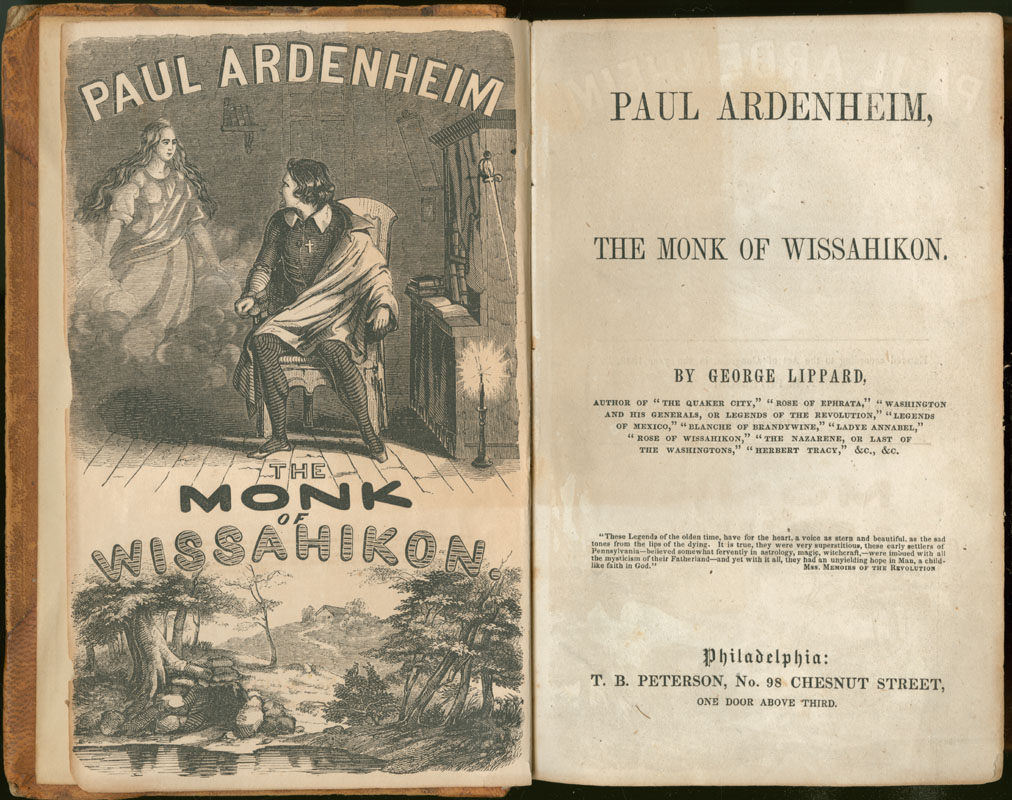 PAUL ARDENHEIM
THE
MONK
OF
WISSAHIKON.
PAUL ARDENHEIM,
THE MONK OF WISSAHIKON.
BY GEORGE LIPPARD,
AUTHOR OF "THE QUAKER CITY," "ROSE OF EPHRATA," "WASHINGTON
AND HIS GENERALS, OR LEGENDS OF THE REVOLUTION," "LEGENDS
OF MEXICO," "BLANCHE OF BRANDYWINE," "LADYE ANNABEL,"
"ROSE OF WISSAHIKON," "THE NAZARENE, OR LAST OF
THE WASHINGTONS," "HERBERT TRACY," &C., &C.
"These Legends of the olden time, have for the heart, a voice as stern and beautiful, as the sad
tones from the lips of the dying. It is true, they were very superstitious, these early settlers of
Pennsylvania—believed somewhat fervently in astrology, magic, witchcraft,—were imbued with all
the mysticism of their Fatherland—and yet with it all, they had an unyielding hope in Man, a child-
like faith in God." Mss. Memoirs of the Revolution
Philadelphia:
T. B. PETERSON, No. 98 CHESNUT STREET,
ONE DOOR ABOVE THIRD.